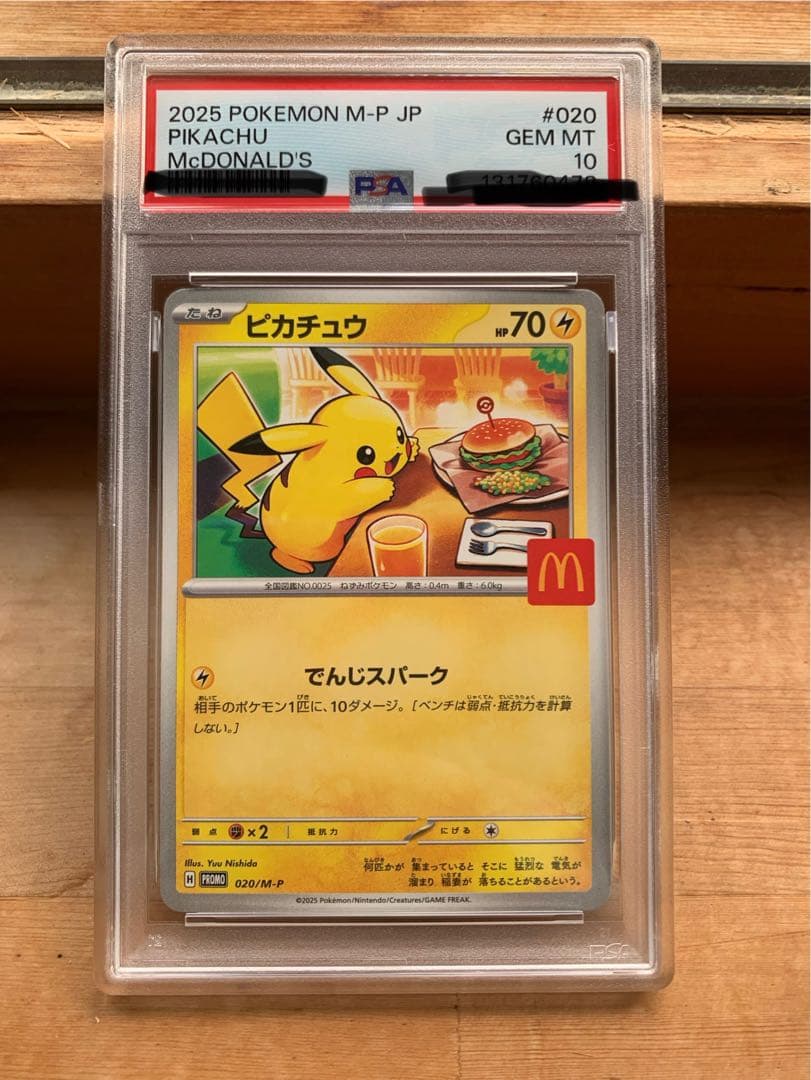 2025 POKEMON M-P JP #020
PIKACHU GEM MT
McDONALD'S 10
PSA
たね ピカチュウ HP70
全国図鑑NO.0025 ねずみポケモン 高さ:0.4m 重さ:6.0kg
でんじスパーク
相手のポケモン1匹に、10ダメージ。[ベンチは弱点・抵抗力を計算
しない。]
弱点 ×2 抵抗力 にげる
Illus. Yuu Nishida
何匹かが 集まっていると そこに 猛烈な 電気が
溜まり 稲妻が 落ちることがあるという。
H PROMO 020/M-P
©2025 Pokémon/Nintendo/Creatures/GAME FREAK.
PSA